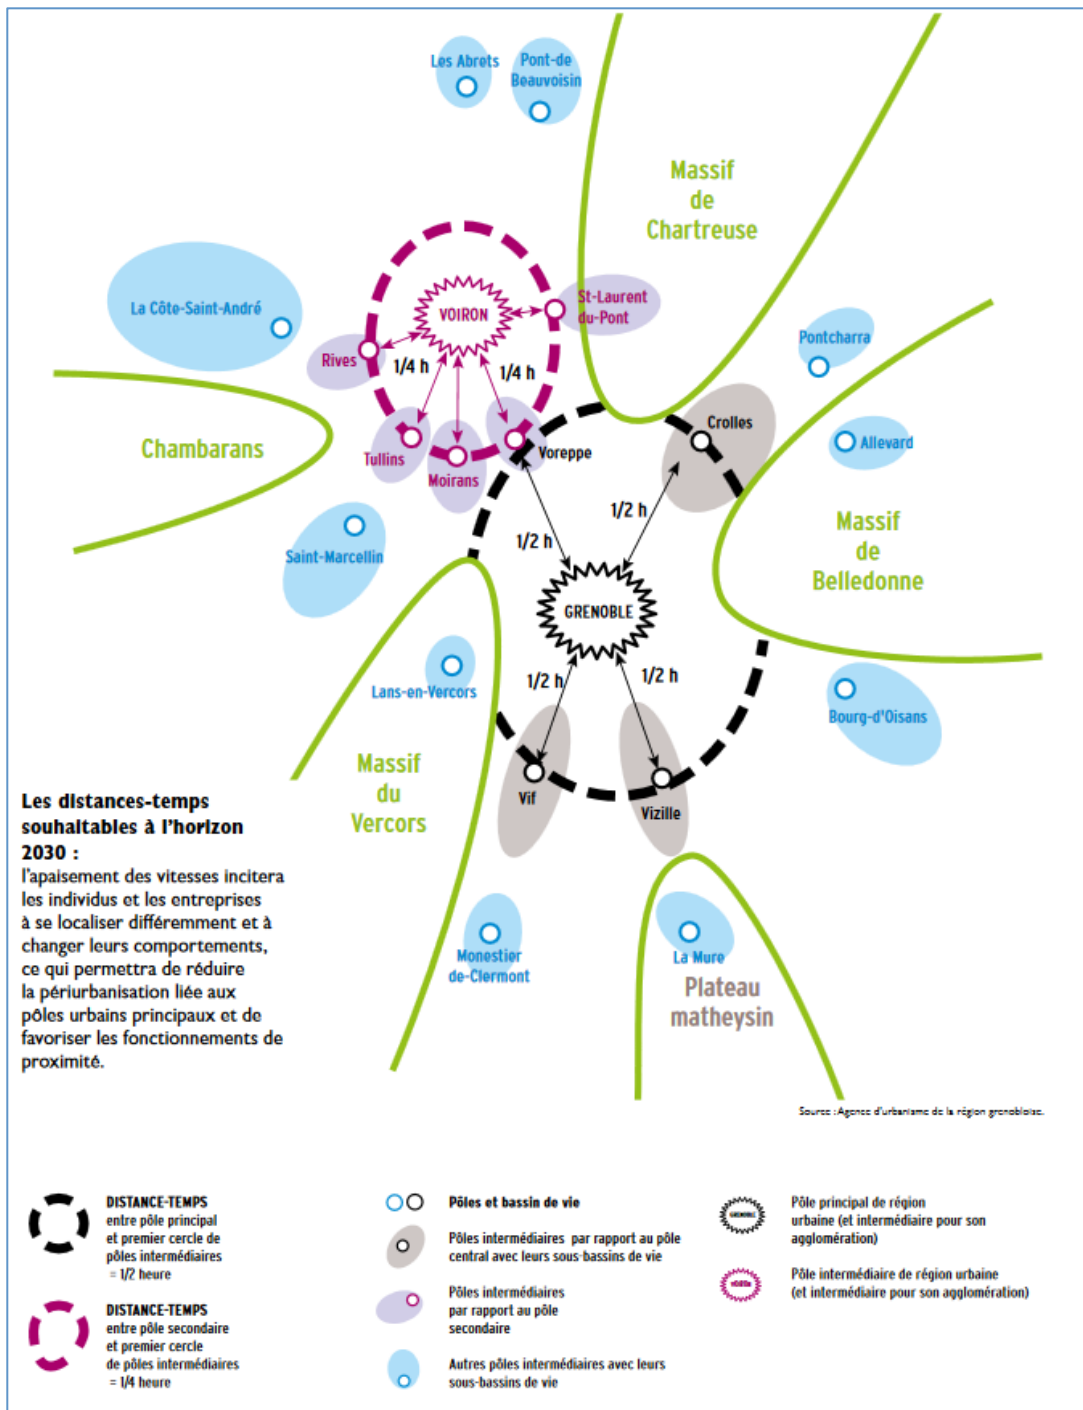 Les Abrets
Pont-de
Beauvoisin
Massif
de
Chartreuse
La Côte-Saint-André
VOIRON
St-Laurent
du-Pont
Pontcharra
Rives
1/4 h
1/4 h
Crolles
Chambarans
Tullins
Voreppe
Allevard
Moirans
1/2 h
1/2 h
Massif
de
Belledonne
Saint-Marcellin
GRENOBLE
Lans-en-Vercors
1/2 h
1/2 h
Bourg-d'Oisans
Massif
du
Vercors
Vif
Vizille
Les distances-temps
souhaitables à l'horizon
2030 :
l'apaisement des vitesses incitera
les individus et les entreprises
à se localiser différemment et à
changer leurs comportements,
ce qui permettra de réduire
la périurbanisation liée aux
pôles urbains principaux et de
favoriser les fonctionnements de
proximité.
Monestier
de-Clermont
La Mure
Plateau
matheysin
Source : Agence d'urbanisme de la région grenobloise.
DISTANCE-TEMPS
entre pôle principal
et premier cercle de
pôles intermédiaires
= 1/2 heure
DISTANCE-TEMPS
entre pôle secondaire
et premier cercle
de pôles intermédiaires
= 1/4 heure
Pôles et bassin de vie
Pôles intermédiaires par rapport au pôle
central avec leurs sous-bassins de vie
Pôles intermédiaires
par rapport au pôle
secondaire
Autres pôles intermédiaires avec leurs
sous-bassins de vie
GRENOBLE
Pôle principal de région
urbaine (et intermédiaire pour son
agglomération)
VOIRON
Pôle intermédiaire de région urbaine
(et intermédiaire pour son agglomération)